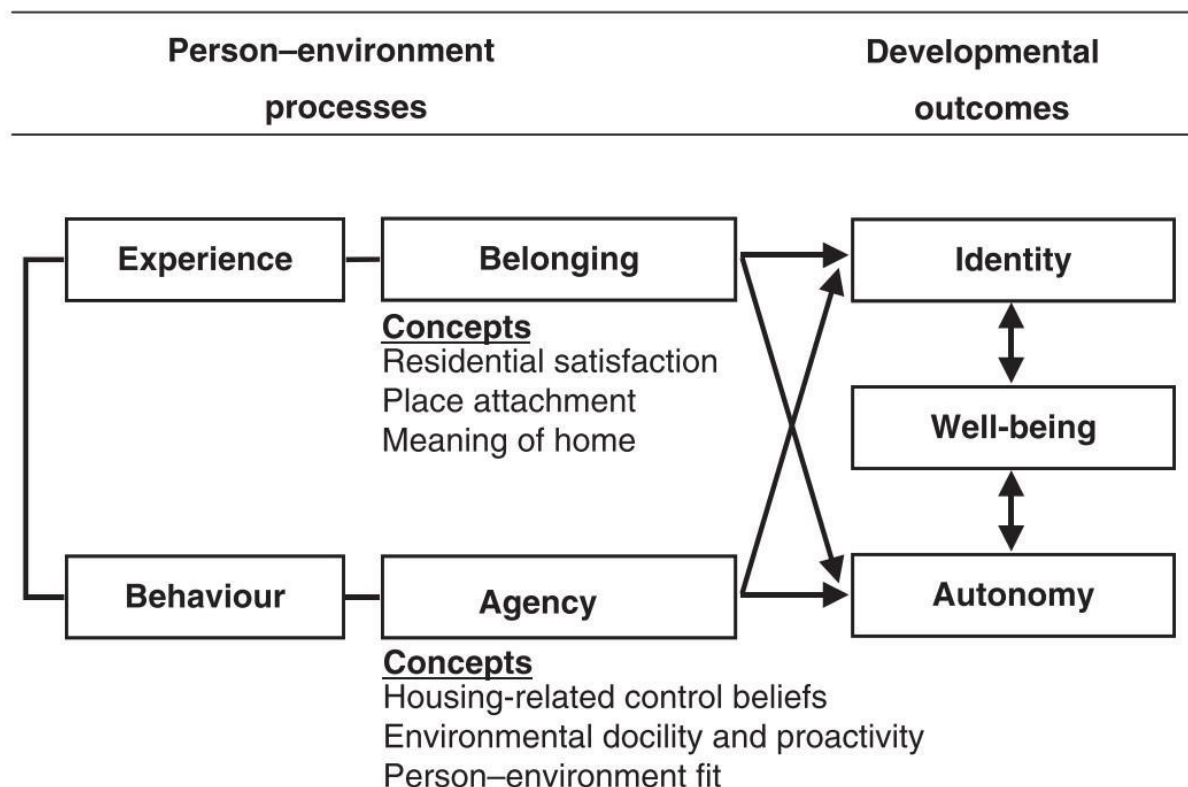 Person–environment
processes
Developmental
outcomes
Experience
Belonging
Identity
Concepts
Residential satisfaction
Place attachment
Meaning of home
Well-being
Behaviour
Agency
Autonomy
Concepts
Housing-related control beliefs
Environmental docility and proactivity
Person–environment fit